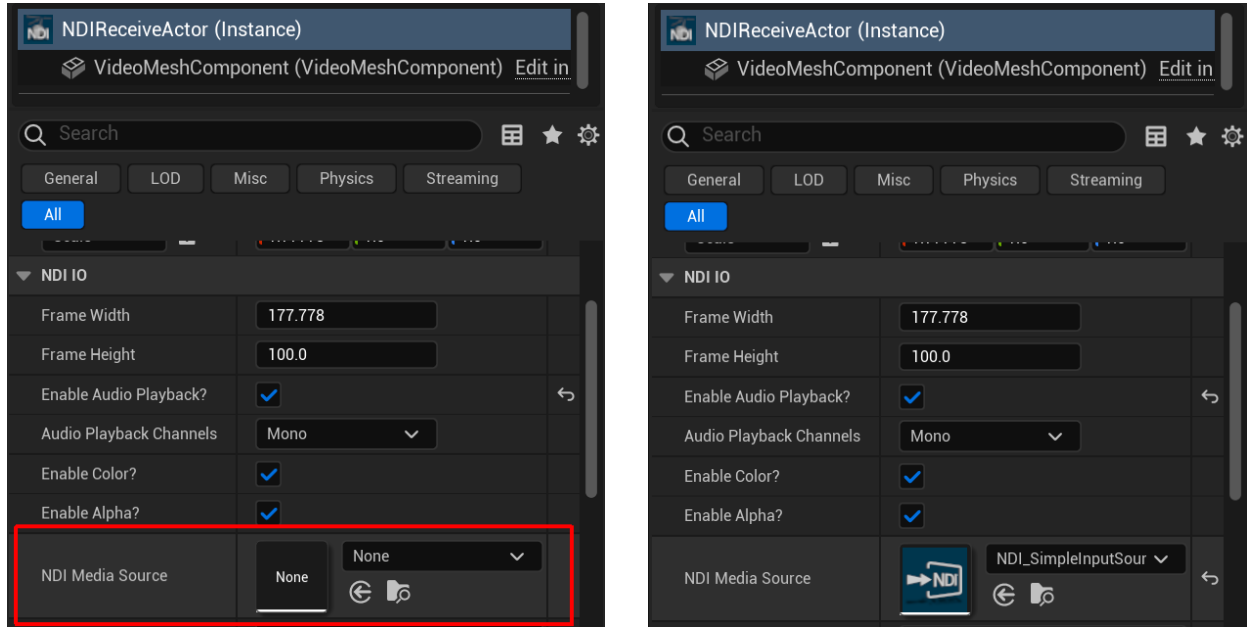 NDIReceiveActor (Instance)
VideoMeshComponent (VideoMeshComponent) Edit in
Search
General LOD Misc Physics Streaming
All
NDI IO
Frame Width 177.778
Frame Height 100.0
Enable Audio Playback?
Audio Playback Channels Mono
Enable Color?
Enable Alpha?
NDI Media Source None None
NDIReceiveActor (Instance)
VideoMeshComponent (VideoMeshComponent) Edit in
Search
General LOD Misc Physics Streaming
All
NDI IO
Frame Width 177.778
Frame Height 100.0
Enable Audio Playback?
Audio Playback Channels Mono
Enable Color?
Enable Alpha?
NDI Media Source NDI NDI_SimpleInputSour